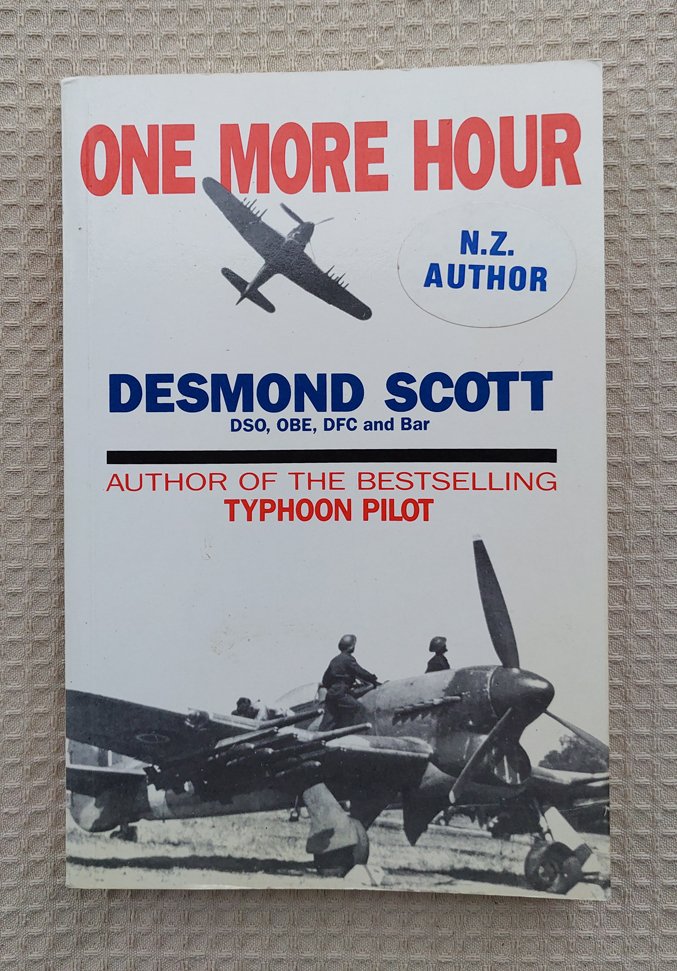 ONE MORE HOUR
N.Z.
AUTHOR
DESMOND SCOTT
DSO, OBE, DFC and Bar
AUTHOR OF THE BESTSELLING
TYPHOON PILOT